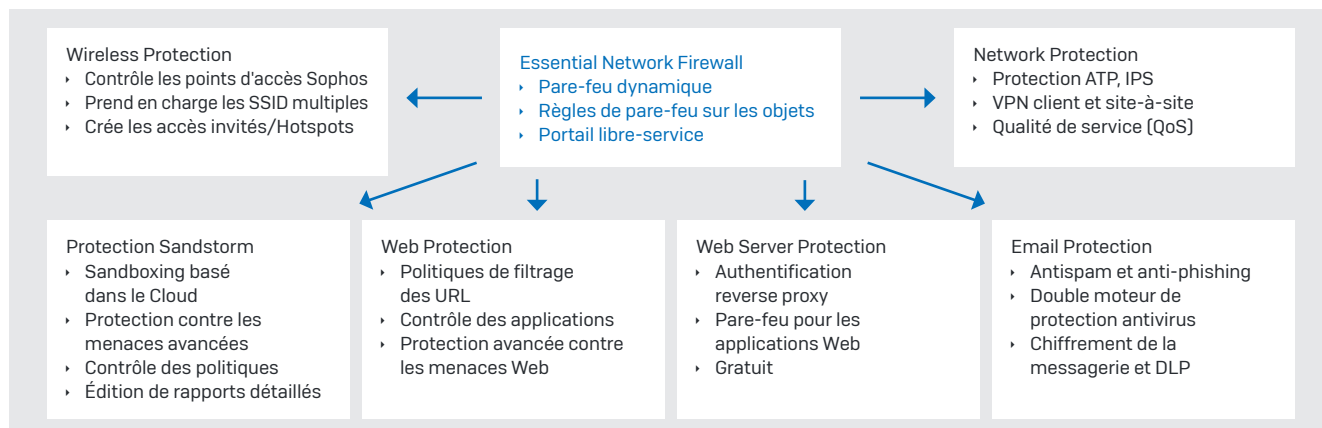 Wireless Protection
‣ Contrôle les points d'accès Sophos
‣ Prend en charge les SSID multiples
‣ Crée les accès invités/Hotspots
Essential Network Firewall
‣ Pare-feu dynamique
‣ Règles de pare-feu sur les objets
‣ Portail libre-service
Network Protection
‣ Protection ATP, IPS
‣ VPN client et site-à-site
‣ Qualité de service (QoS)
Protection Sandstorm
‣ Sandboxing basé
dans le Cloud
‣ Protection contre les
menaces avancées
‣ Contrôle des politiques
‣ Édition de rapports détaillés
Web Protection
‣ Politiques de filtrage
des URL
‣ Contrôle des applications
‣ Protection avancée contre
les menaces Web
Web Server Protection
‣ Authentification
reverse proxy
‣ Pare-feu pour les
applications Web
‣ Gratuit
Email Protection
‣ Antispam et anti-phishing
‣ Double moteur de
protection antivirus
‣ Chiffrement de la
messagerie et DLP